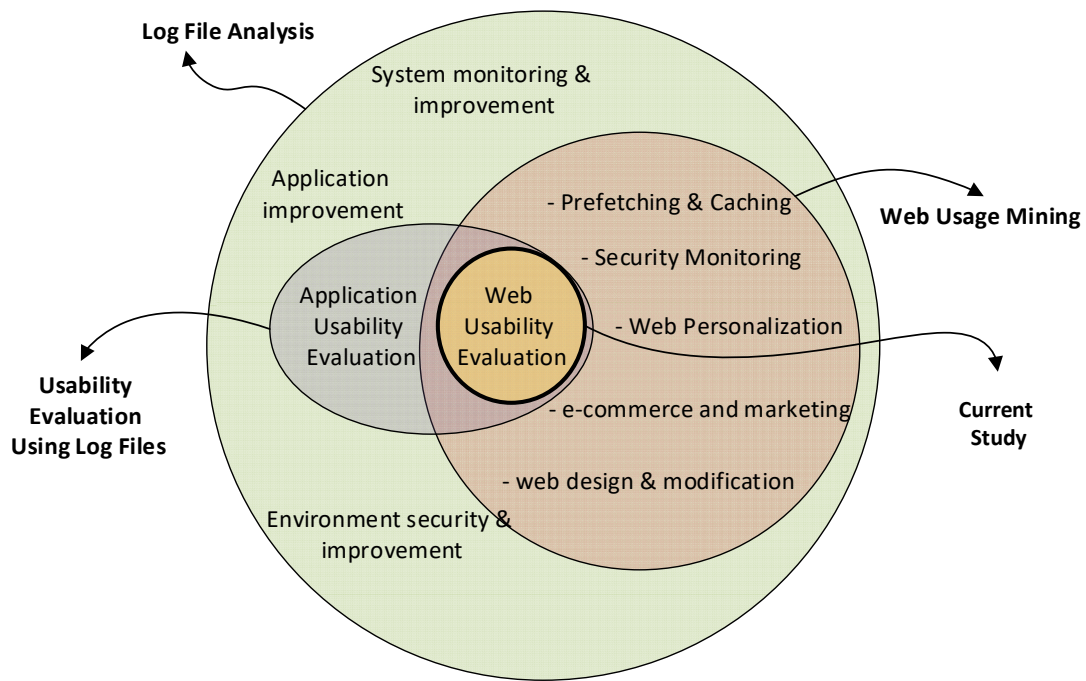 Log File Analysis
System monitoring &
improvement
Application
improvement
- Prefetching & Caching
Web Usage Mining
- Security Monitoring
Application
Usability
Evaluation
Web
Usability
Evaluation
- Web Personalization
Usability
Evaluation
Using Log Files
- e-commerce and marketing
Current
Study
- web design & modification
Environment security &
improvement